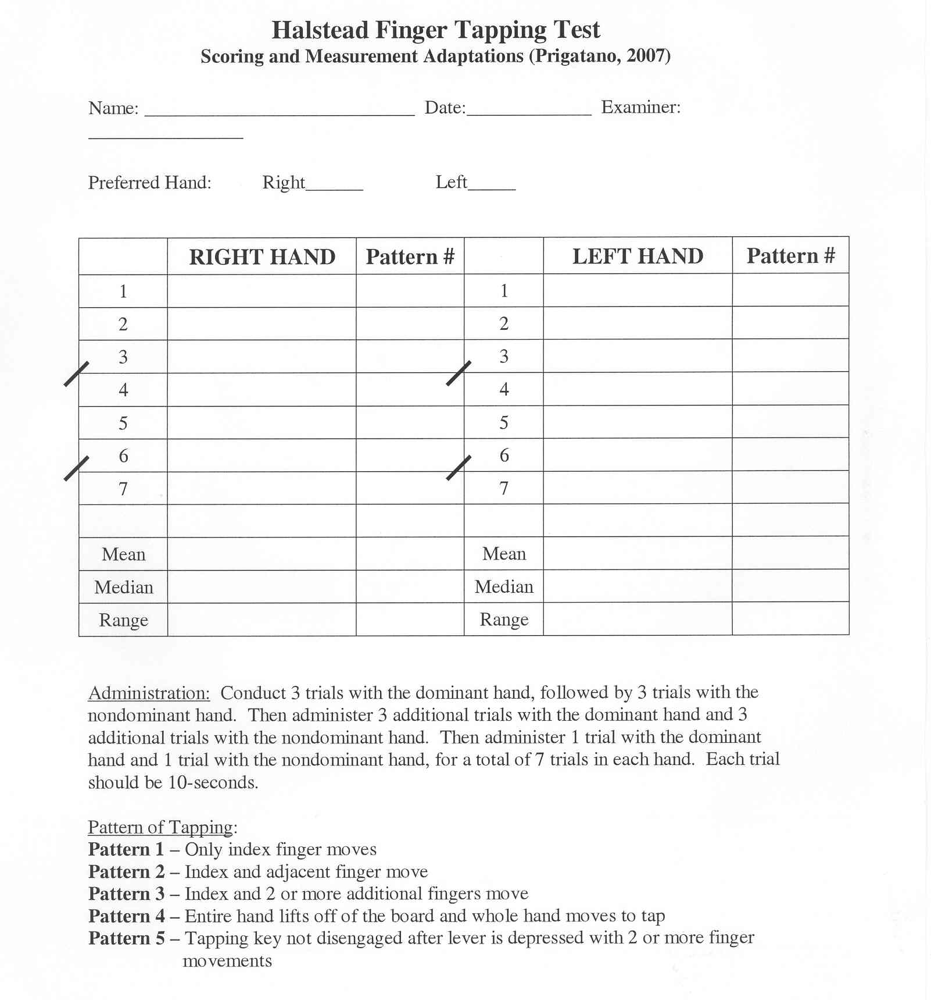 Halstead Finger Tapping Test
Scoring and Measurement Adaptations (Prigatano, 2007)
Name: ____________________________ Date:_____________ Examiner:
________________
Preferred Hand: Right______ Left_____
RIGHT HAND Pattern # LEFT HAND Pattern #
1 1
2 2
3 3
4 4
5 5
6 6
7 7
Mean Mean
Median Median
Range Range
Administration: Conduct 3 trials with the dominant hand, followed by 3 trials with the
nondominant hand. Then administer 3 additional trials with the dominant hand and 3
additional trials with the nondominant hand. Then administer 1 trial with the dominant
hand and 1 trial with the nondominant hand, for a total of 7 trials in each hand. Each trial
should be 10-seconds.
Pattern of Tapping:
Pattern 1 – Only index finger moves
Pattern 2 – Index and adjacent finger move
Pattern 3 – Index and 2 or more additional fingers move
Pattern 4 – Entire hand lifts off of the board and whole hand moves to tap
Pattern 5 – Tapping key not disengaged after lever is depressed with 2 or more finger
movements